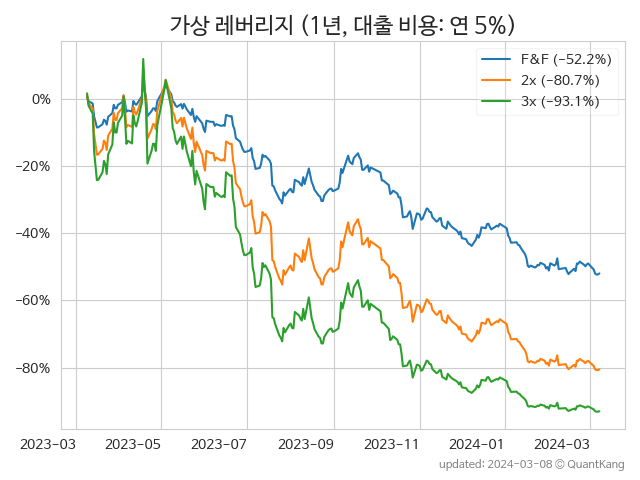 가상 레버리지 (1년, 대출 비용: 연 5%)
F&F (−52.2%)
2x (−80.7%)
3x (−93.1%)
0%
−20%
−40%
−60%
−80%
2023−03 2023−05 2023−07 2023−09 2023−11 2024−01 2024−03
updated: 2024−03−08 © QuantKang